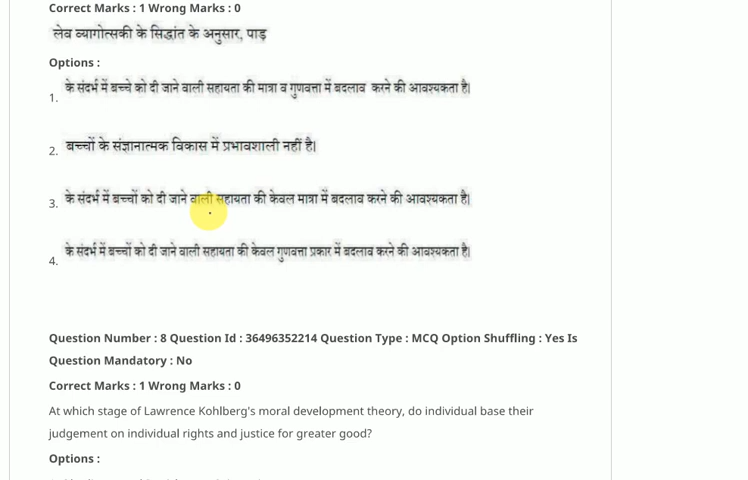 Correct Marks : 1 Wrong Marks : 0
लेव व्यागोत्सकी के सिद्धांत के अनुसार, पाड़
Options :
के संदर्भ में बच्चे को दी जाने वाली सहायता की मात्रा व गुणवत्ता में बदलाव करने की आवश्यकता है।
1.
बच्चों के संज्ञानात्मक विकास में प्रभावशाली नहीं है।
2.
के संदर्भ में बच्चों को दी जाने वाली सहायता की केवल मात्रा में बदलाव करने की आवश्यकता है।
3.
के संदर्भ में बच्चों को दी जाने वाली सहायता की केवल गुणवत्ता प्रकार में बदलाव करने की आवश्यकता है।
4.
Question Number : 8 Question Id : 36496352214 Question Type : MCQ Option Shuffling : Yes Is
Question Mandatory : No
Correct Marks : 1 Wrong Marks : 0
At which stage of Lawrence Kohlberg's moral development theory, do individual base their
judgement on individual rights and justice for greater good?
Options :